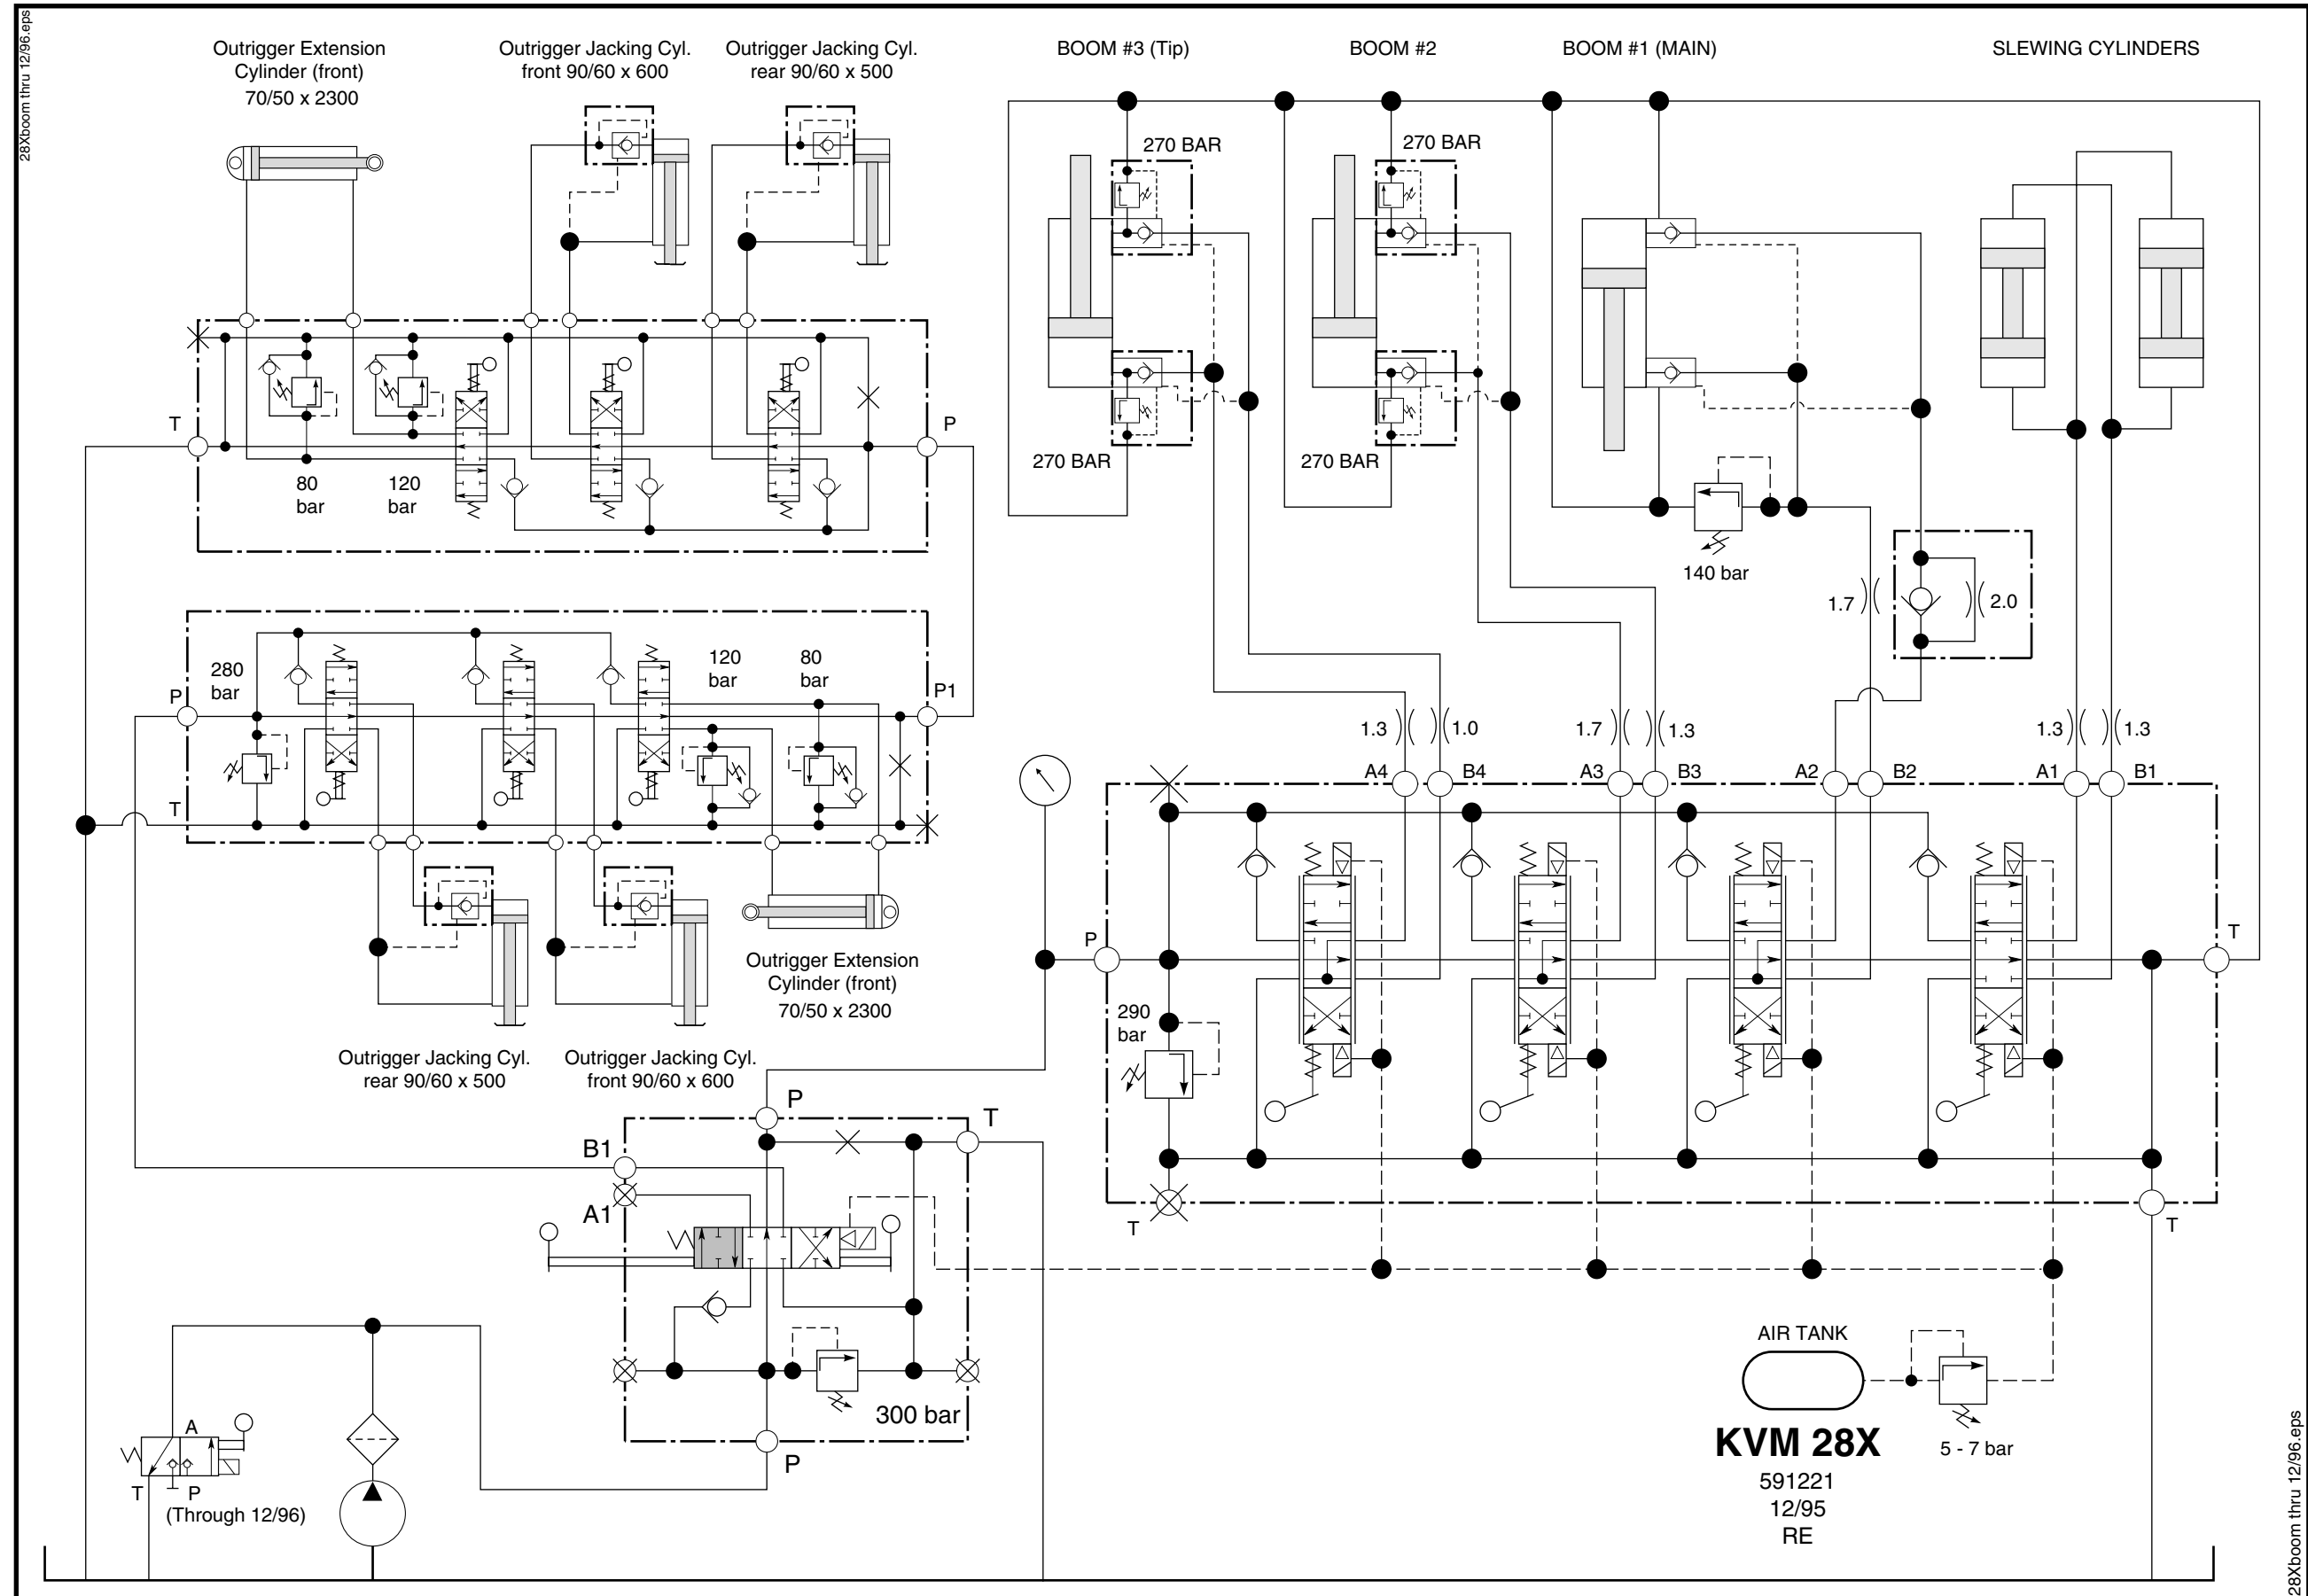 28Xboom thru 12/96.eps
Outrigger Extension
Cylinder (front)
70/50 x 2300
Outrigger Jacking Cyl.
front 90/60 x 600
Outrigger Jacking Cyl.
rear 90/60 x 500
BOOM #3 (Tip)
BOOM #2
BOOM #1 (MAIN)
SLEWING CYLINDERS
270 BAR
270 BAR
270 BAR
270 BAR
T
P
80
bar
120
bar
140 bar
1.7
2.0
280
bar
120
bar
80
bar
P
P1
T
1.3
1.0
1.7
1.3
1.3
1.3
A4
B4
A3
B3
A2
B2
A1
B1
P
T
290
bar
T
T
Outrigger Extension
Cylinder (front)
70/50 x 2300
Outrigger Jacking Cyl.
rear 90/60 x 500
Outrigger Jacking Cyl.
front 90/60 x 600
P
T
B1
A1
300 bar
P
A
T
P
(Through 12/96)
AIR TANK
5 - 7 bar
KVM 28X
591221
12/95
RE
28Xboom thru 12/96.eps